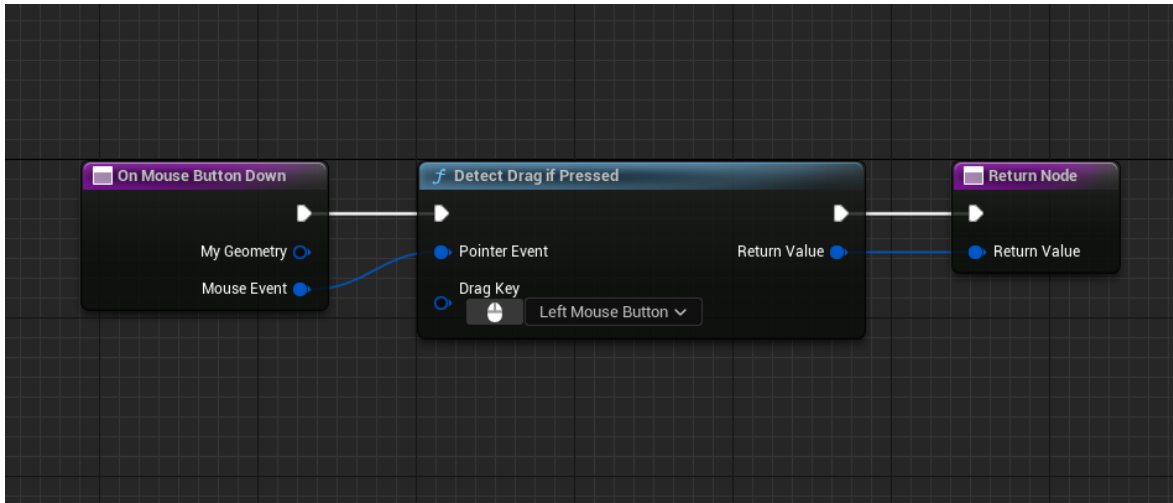 On Mouse Button Down
My Geometry
Mouse Event
Detect Drag if Pressed
Pointer Event
Return Value
Drag Key
Left Mouse Button
Return Node
Return Value